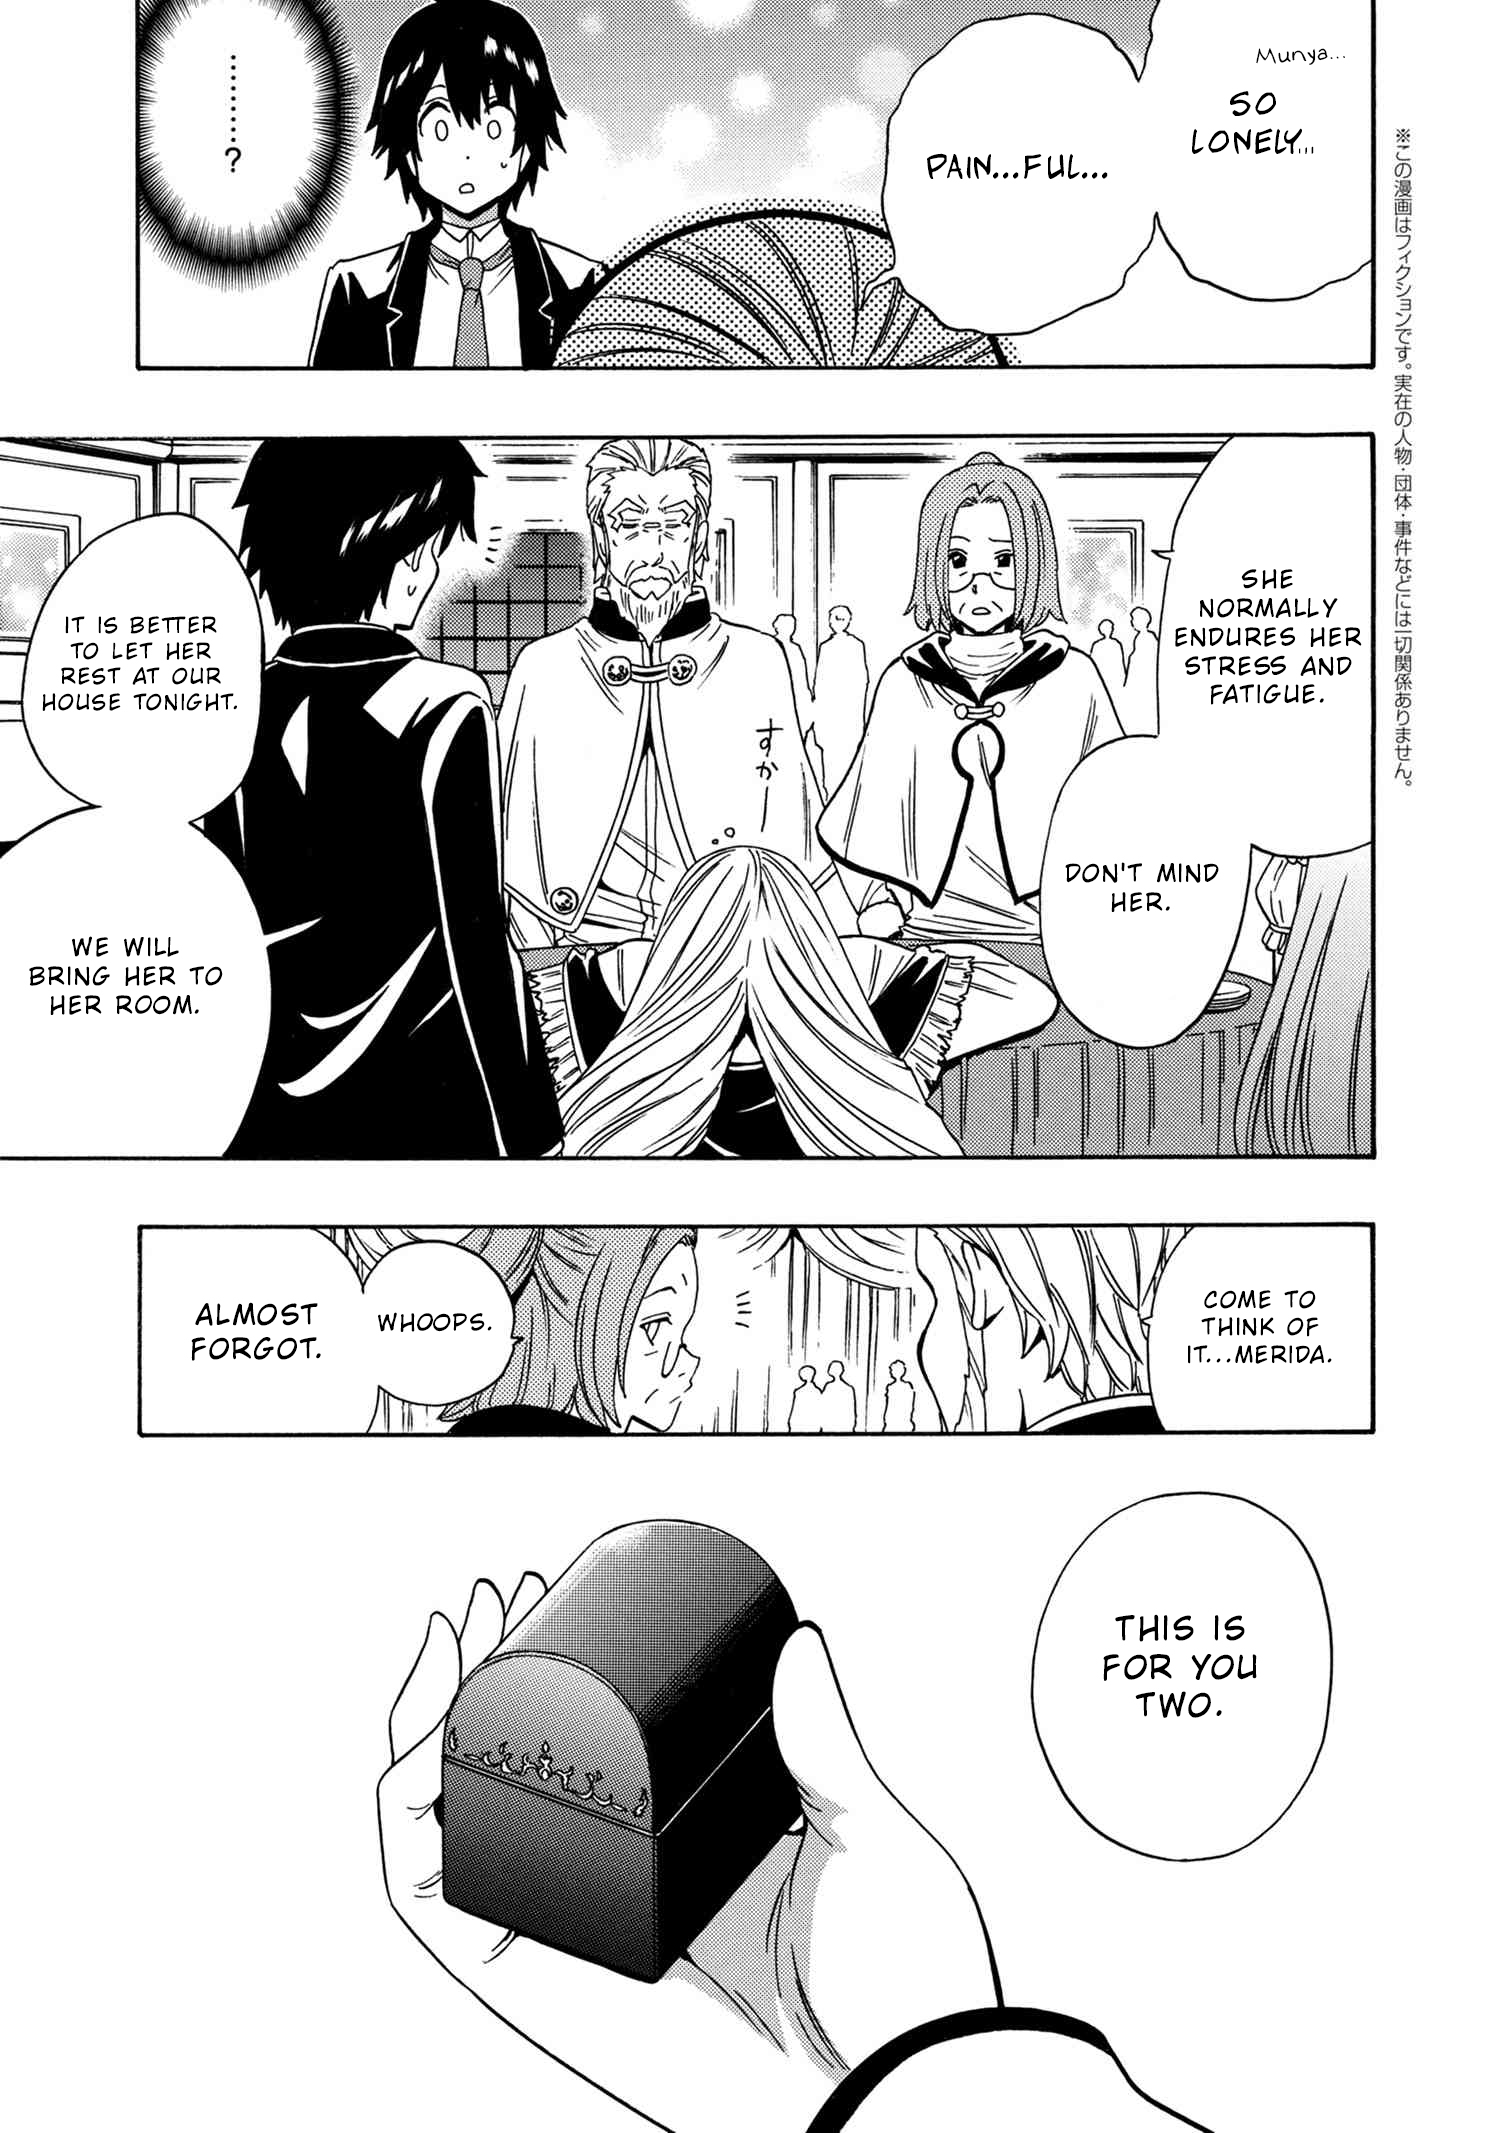 Munya...
SO
LONELY...
PAIN...FUL...
………?
※この漫画はフィクションです。実在の人物・団体・事件などには一切関係ありません。
SHE
NORMALLY
ENDURES HER
STRESS AND
FATIGUE.
DON'T MIND
HER.
すかー
IT IS BETTER
TO LET HER
REST AT OUR
HOUSE TONIGHT.
WE WILL
BRING HER TO
HER ROOM.
COME TO
THINK OF
IT...MERIDA.
WHOOPS.
ALMOST
FORGOT.
THIS IS
FOR YOU
TWO.